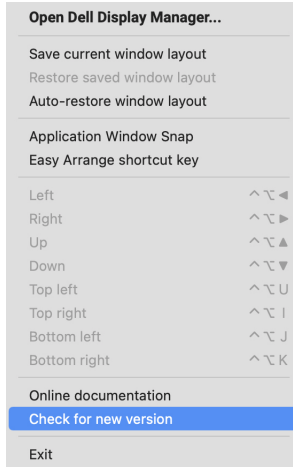 Open Dell Display Manager...
Save current window layout
Restore saved window layout
Auto-restore window layout
Application Window Snap
Easy Arrange shortcut key
Left ^⌥◀
Right ^⌥▶
Up ^⌥▲
Down ^⌥▼
Top left ^⌥U
Top right ^⌥I
Bottom left ^⌥J
Bottom right ^⌥K
Online documentation
Check for new version
Exit